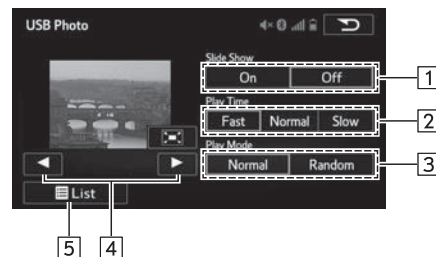 USB Photo
Slide Show
On Off
1
Play Time
Fast Normal Slow
2
Play Mode
Normal Random
3
List
5 4